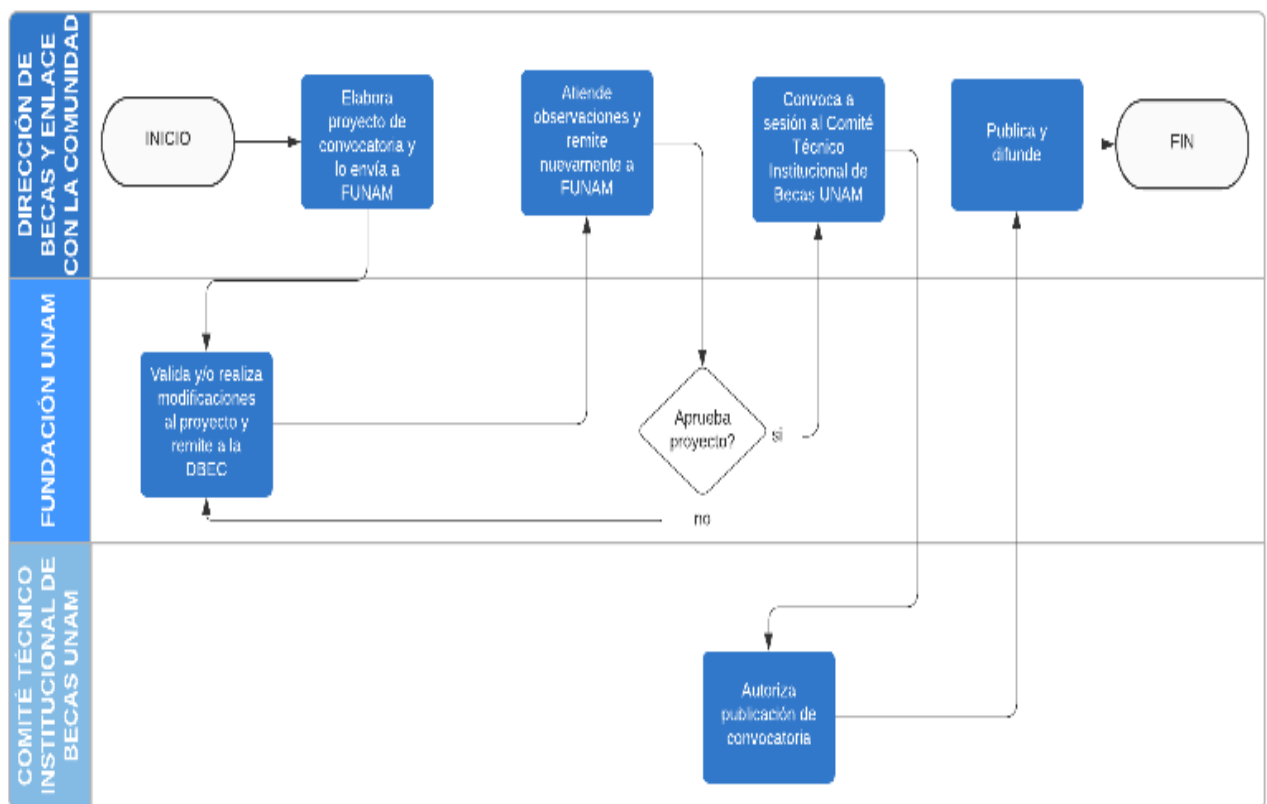 DIRECCIÓN DE
BECAS Y ENLACE
CON LA COMUNIDAD
INICIO
Elabora
proyecto de
convocatoria y
lo envía a
FUNAM
Atiende
observaciones y
remite
nuevamente a
FUNAM
Convoca a
sesión al Comité
Técnico
Institucional de
Becas UNAM
Publica y
difunde
FIN
FUNDACIÓN UNAM
Valida y/o realiza
modificaciones
al proyecto y
remite a la
DBEC
Aprueba
proyecto?
si
no
COMITÉ TÉCNICO
INSTITUCIONAL DE
BECAS UNAM
Autoriza
publicación de
convocatoria